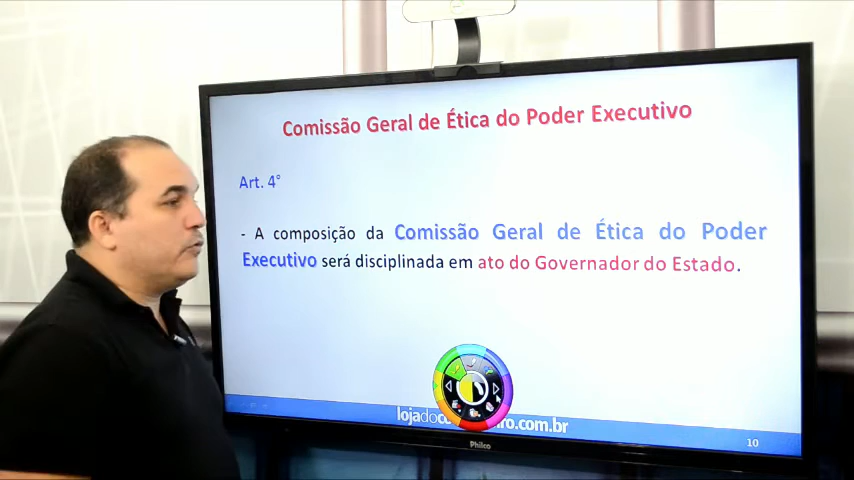 Comissão Geral de Ética do Poder Executivo
Art. 4°
- A composição da Comissão Geral de Ética do Poder
Executivo será disciplinada em ato do Governador do Estado.
10
Philco